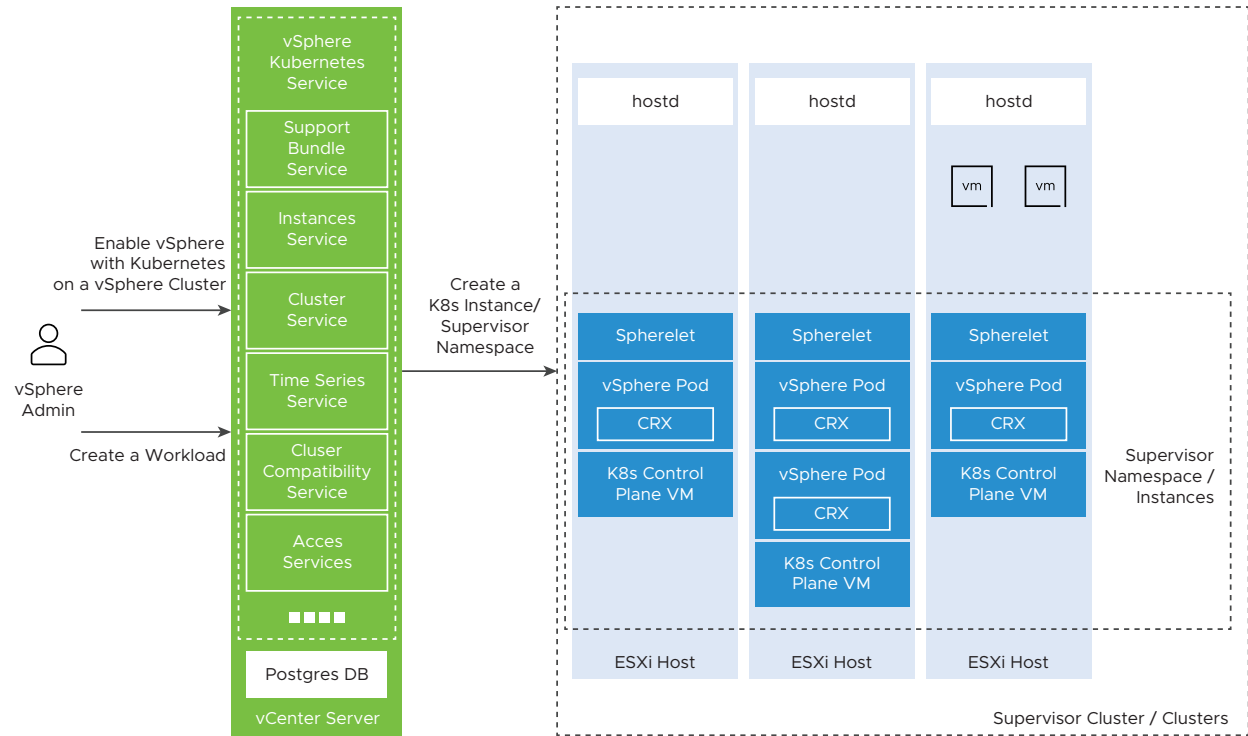 vSphere
Kubernetes
Service
Support
Bundle
Service
Instances
Service
Cluster
Service
Time Series
Service
Cluser
Compatibility
Service
Acces
Services
Postgres DB
vCenter Server
Enable vSphere
with Kubernetes
on a vSphere Cluster
vSphere
Admin
Create a Workload
Create a
K8s Instance/
Supervisor
Namespace
hostd
Spherelet
vSphere Pod
CRX
K8s Control
Plane VM
ESXi Host
hostd
Spherelet
vSphere Pod
CRX
vSphere Pod
CRX
K8s Control
Plane VM
ESXi Host
hostd
vm
vm
Spherelet
vSphere Pod
CRX
K8s Control
Plane VM
ESXi Host
Supervisor
Namespace /
Instances
Supervisor Cluster / Clusters